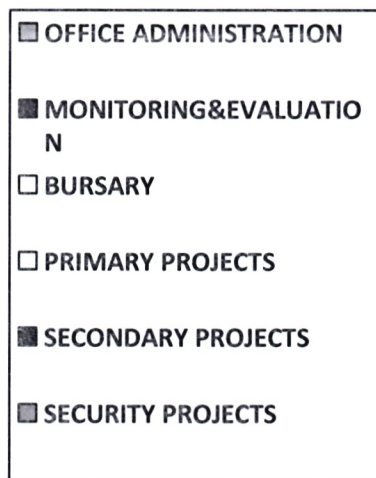 OFFICE ADMINISTRATION
MONITORING&EVALUATIO
N
BURSARY
PRIMARY PROJECTS
SECONDARY PROJECTS
SECURITY PROJECTS